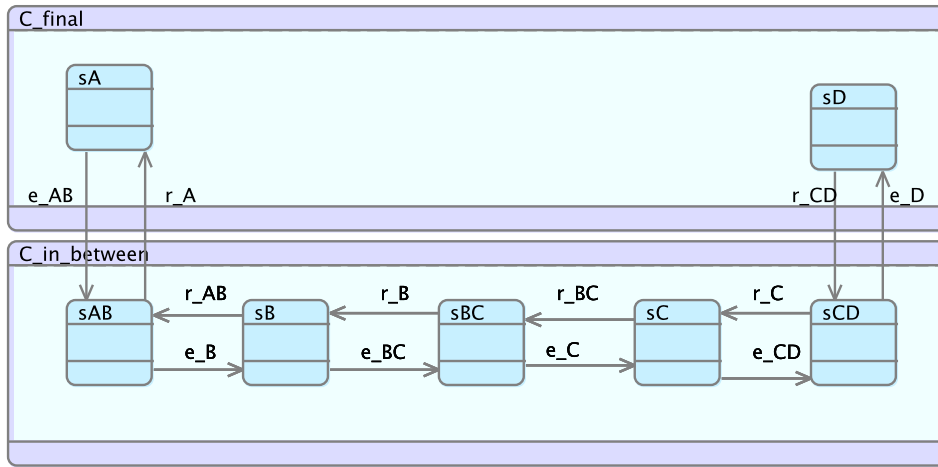 C_final
sA
sD
e_AB
r_A
r_CD
e_D
C_in_between
r_AB
r_B
r_BC
r_C
sAB
sB
sBC
sC
sCD
e_B
e_BC
e_C
e_CD